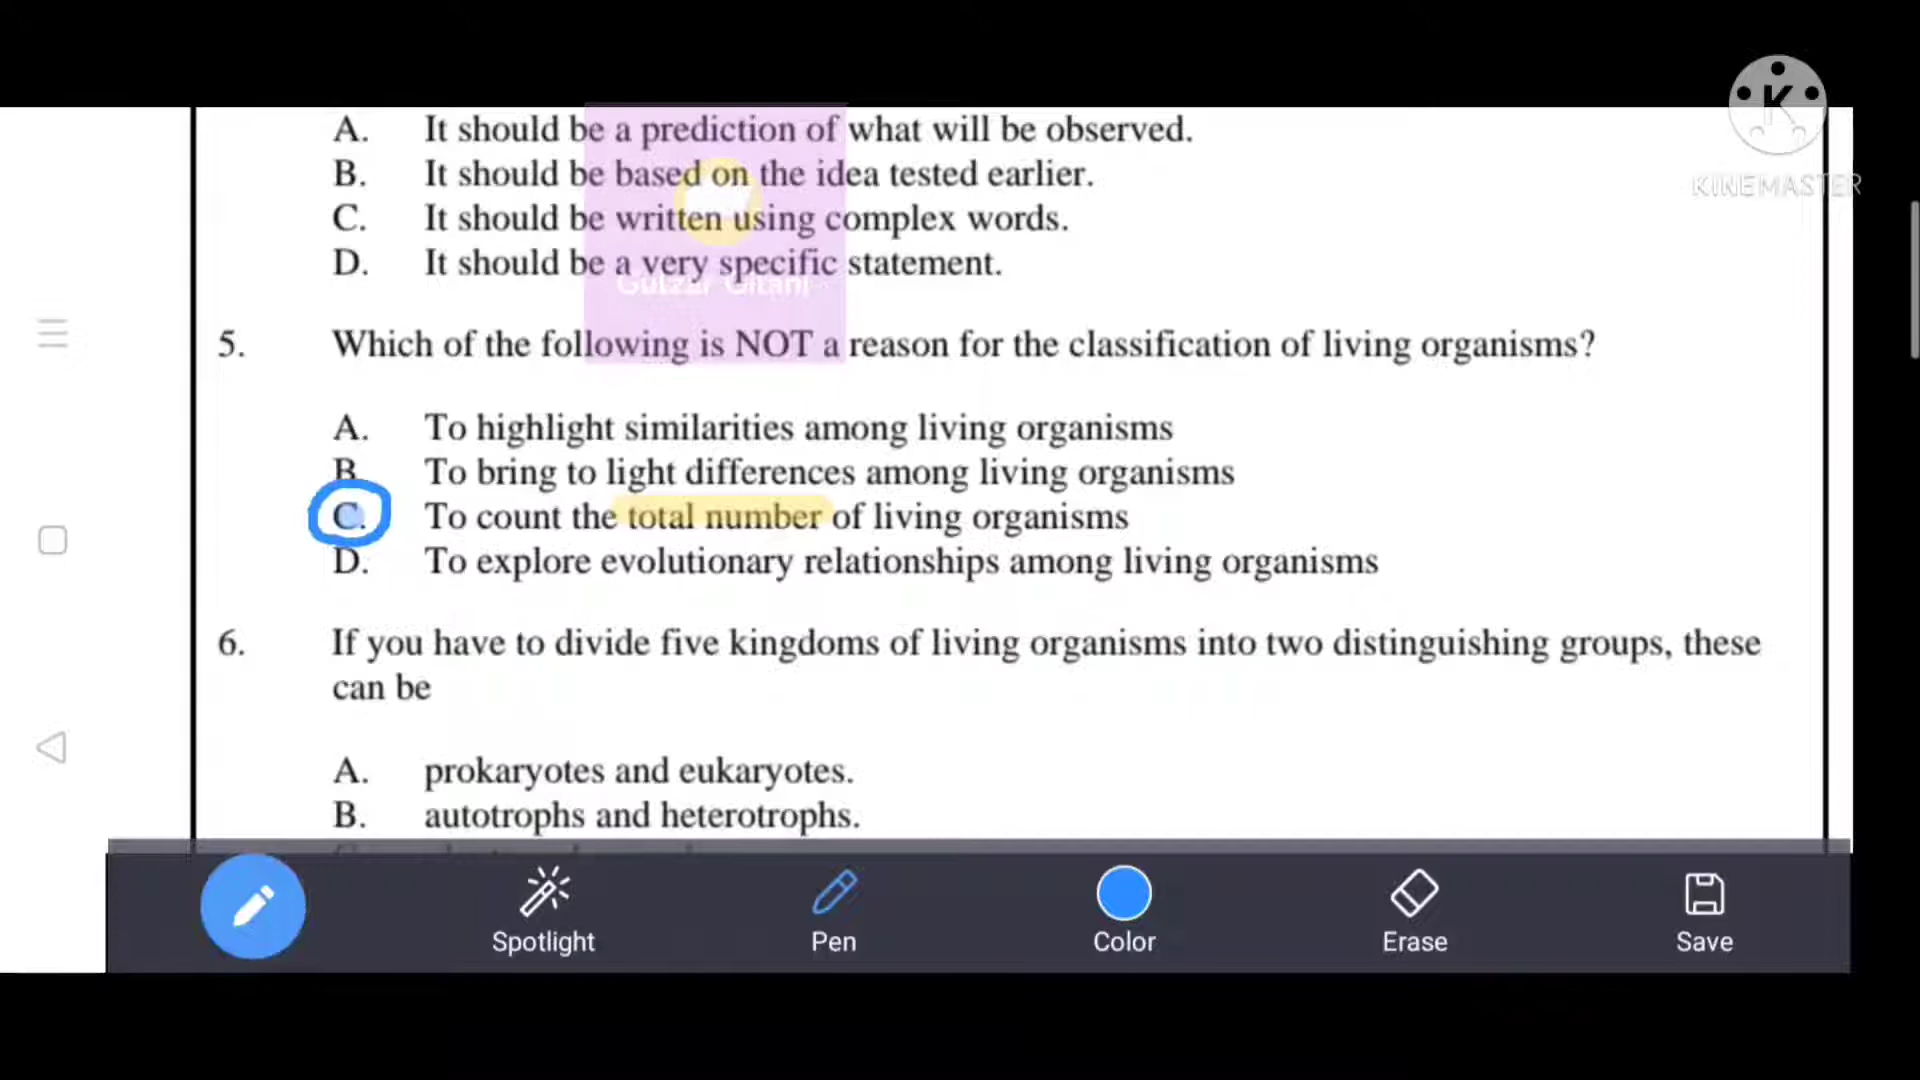 A. It should be a prediction of what will be observed.
B. It should be based on the idea tested earlier.
C. It should be written using complex words.
D. It should be a very specific statement.
Gulzar Gitani
5. Which of the following is NOT a reason for the classification of living organisms?
A. To highlight similarities among living organisms
B. To bring to light differences among living organisms
C. To count the total number of living organisms
D. To explore evolutionary relationships among living organisms
6. If you have to divide five kingdoms of living organisms into two distinguishing groups, these
can be
A. prokaryotes and eukaryotes.
B. autotrophs and heterotrophs.
Spotlight Pen Color Erase Save
K
KINEMASTER